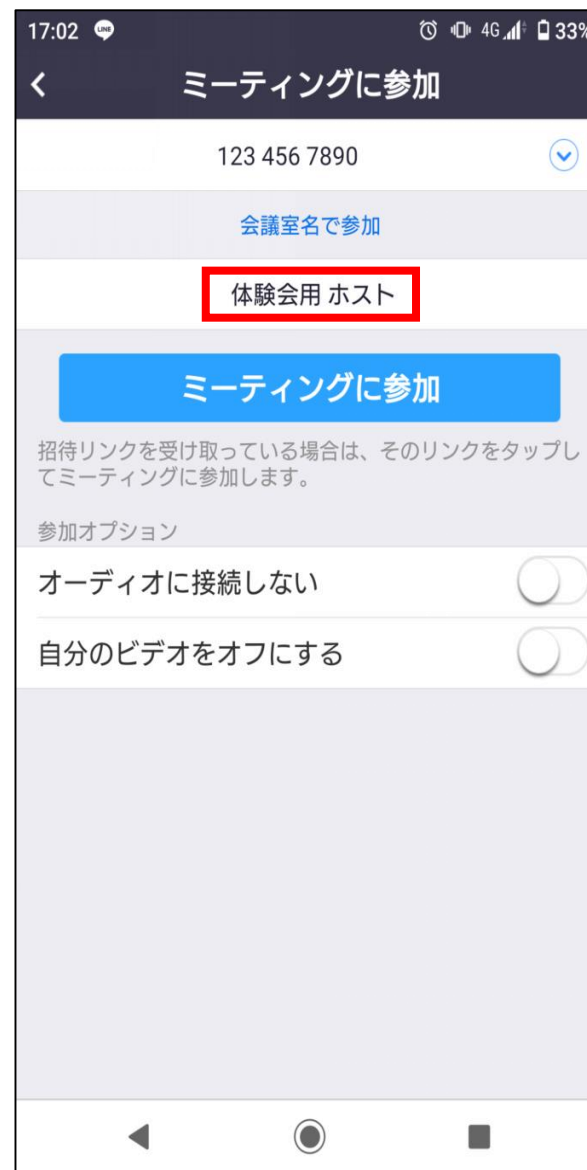 17:02 LINE 4G 33%
ミーティングに参加
123 456 7890
会議室名で参加
体験会用 ホスト
ミーティングに参加
招待リンクを受け取っている場合は、そのリンクをタップし
てミーティングに参加します。
参加オプション
オーディオに接続しない
自分のビデオをオフにする